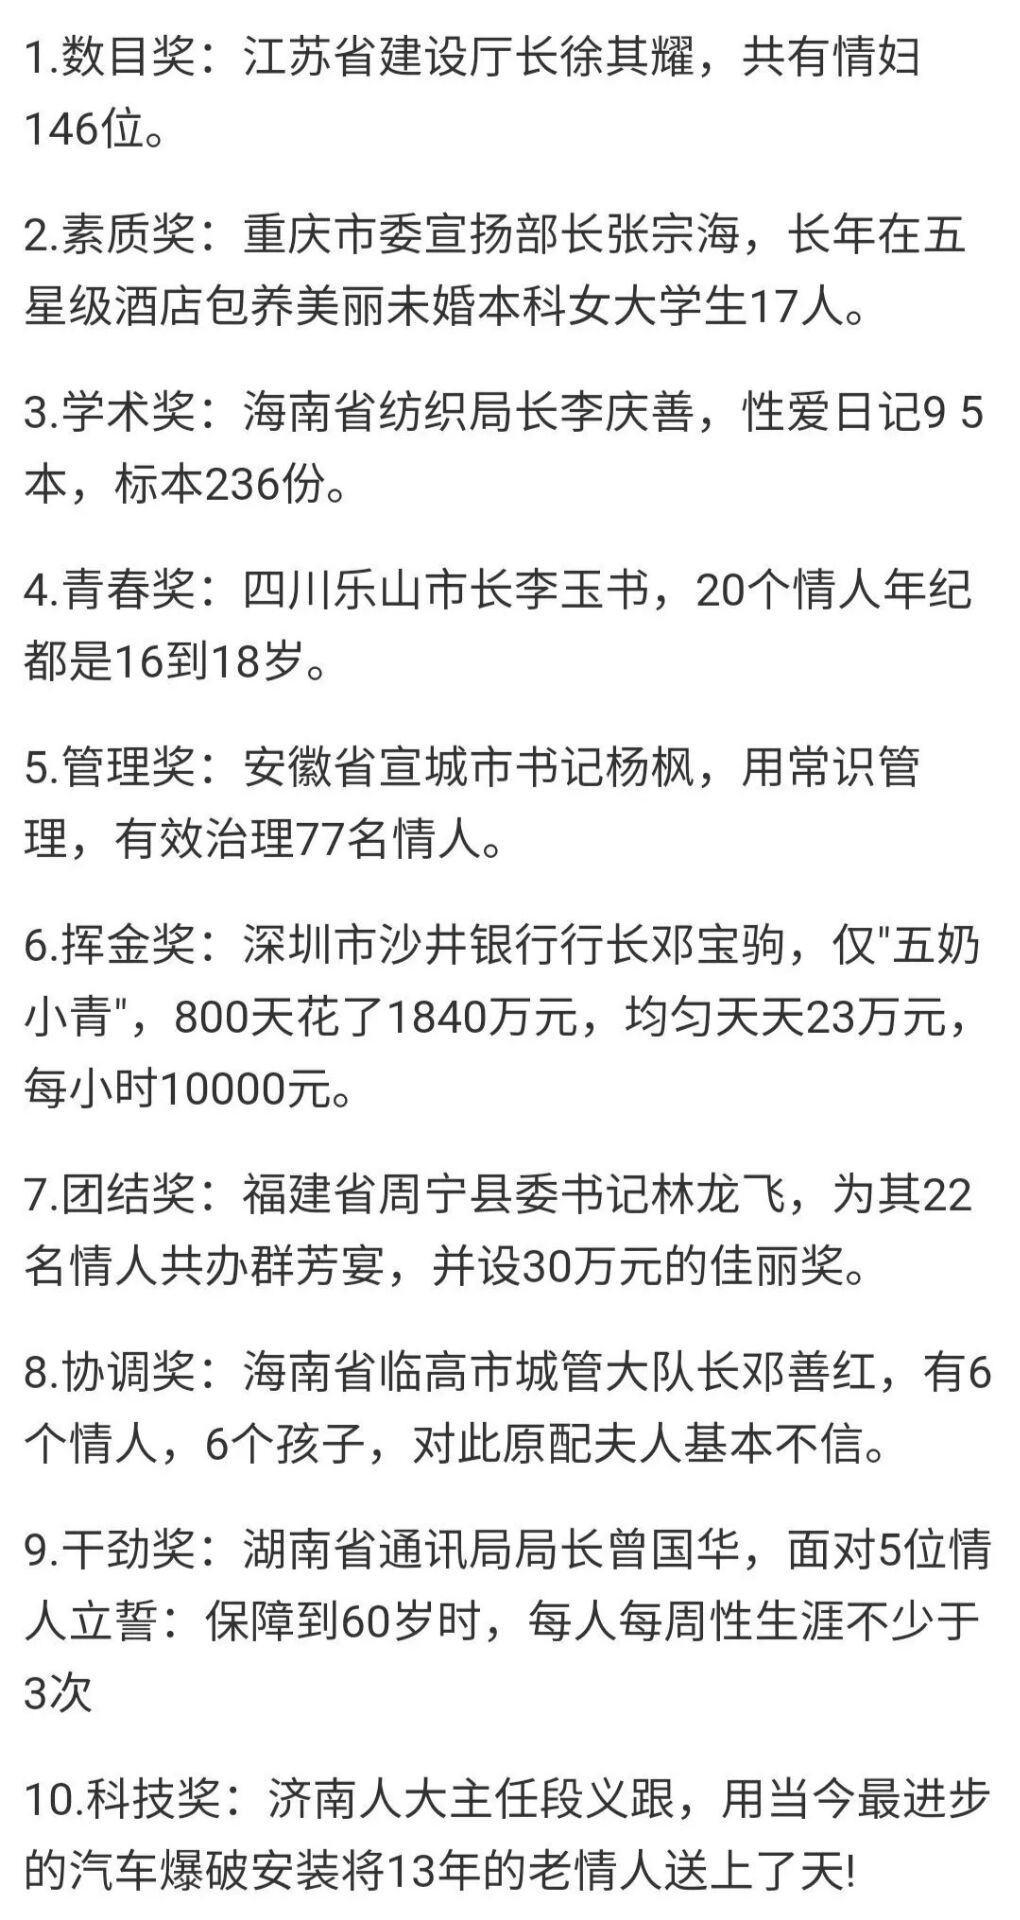 1.数目奖：江苏省建设厅长徐其耀，共有情妇
146位。
2.素质奖：重庆市委宣扬部长张宗海，长年在五
星级酒店包养美丽未婚本科女大学生17人。
3.学术奖：海南省纺织局长李庆善，性爱日记9 5
本，标本236份。
4.青春奖：四川乐山市长李玉书，20个情人年纪
都是16到18岁。
5.管理奖：安徽省宣城市书记杨枫，用常识管
理，有效治理77名情人。
6.挥金奖：深圳市沙井银行行长邓宝驹，仅"五奶
小青"，800天花了1840万元，均匀天天23万元，
每小时10000元。
7.团结奖：福建省周宁县委书记林龙飞，为其22
名情人共办群芳宴，并设30万元的佳丽奖。
8.协调奖：海南省临高市城管大队长邓善红，有6
个情人，6个孩子，对此原配夫人基本不信。
9.干劲奖：湖南省通讯局局长曾国华，面对5位情
人立誓：保障到60岁时，每人每周性生涯不少于
3次
10.科技奖：济南人大主任段义跟，用当今最进步
的汽车爆破安装将13年的老情人送上了天!